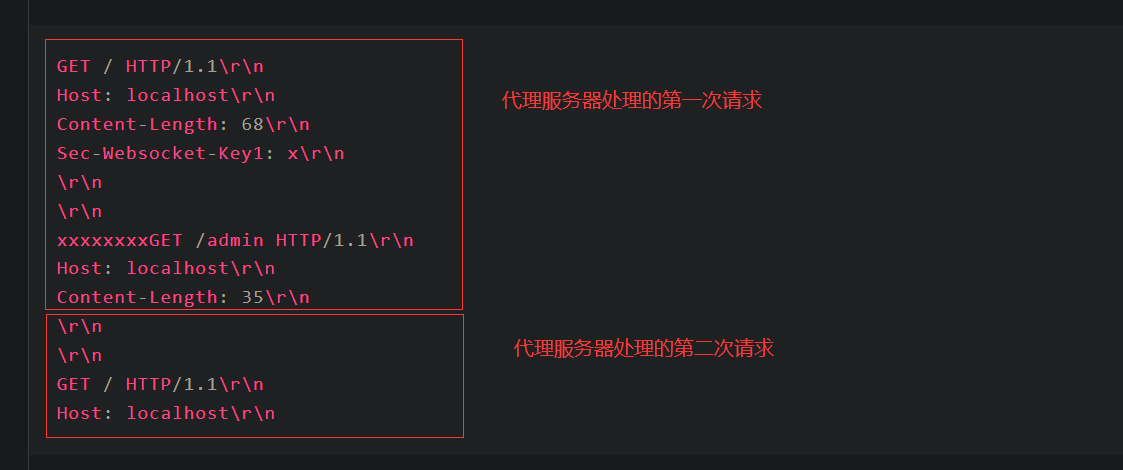 GET / HTTP/1.1\r\n
Host: localhost\r\n
代理服务器处理的第一次请求
Content-Length: 68\r\n
Sec-Websocket-Key1: x\r\n
\r\n
\r\n
xxxxxxxxGET /admin HTTP/1.1\r\n
Host: localhost\r\n
Content-Length: 35\r\n
\r\n
代理服务器处理的第二次请求
\r\n
GET / HTTP/1.1\r\n
Host: localhost\r\n